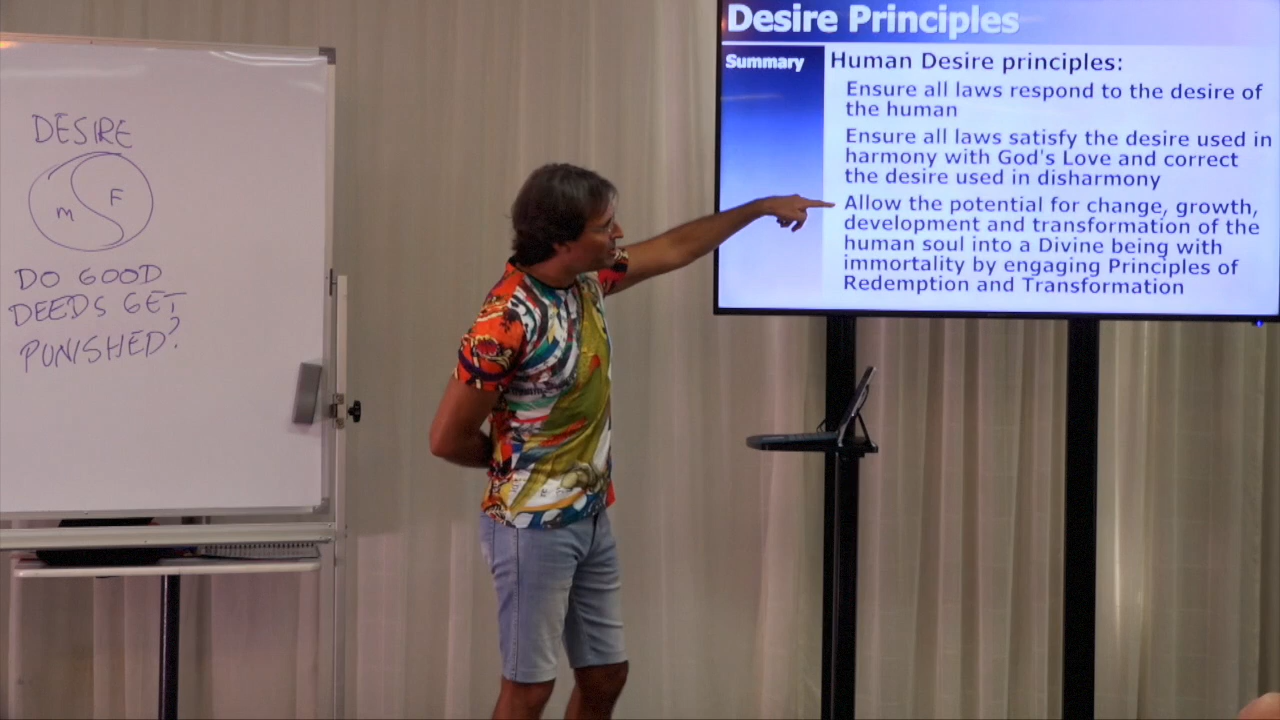 DESIRE
M F
DO GOOD
DEEDS GET
PUNISHED?
Desire Principles
Summary
Human Desire principles:
Ensure all laws respond to the desire of
the human
Ensure all laws satisfy the desire used in
harmony with God's Love and correct
the desire used in disharmony
Allow the potential for change, growth,
development and transformation of the
human soul into a Divine being with
immortality by engaging Principles of
Redemption and Transformation